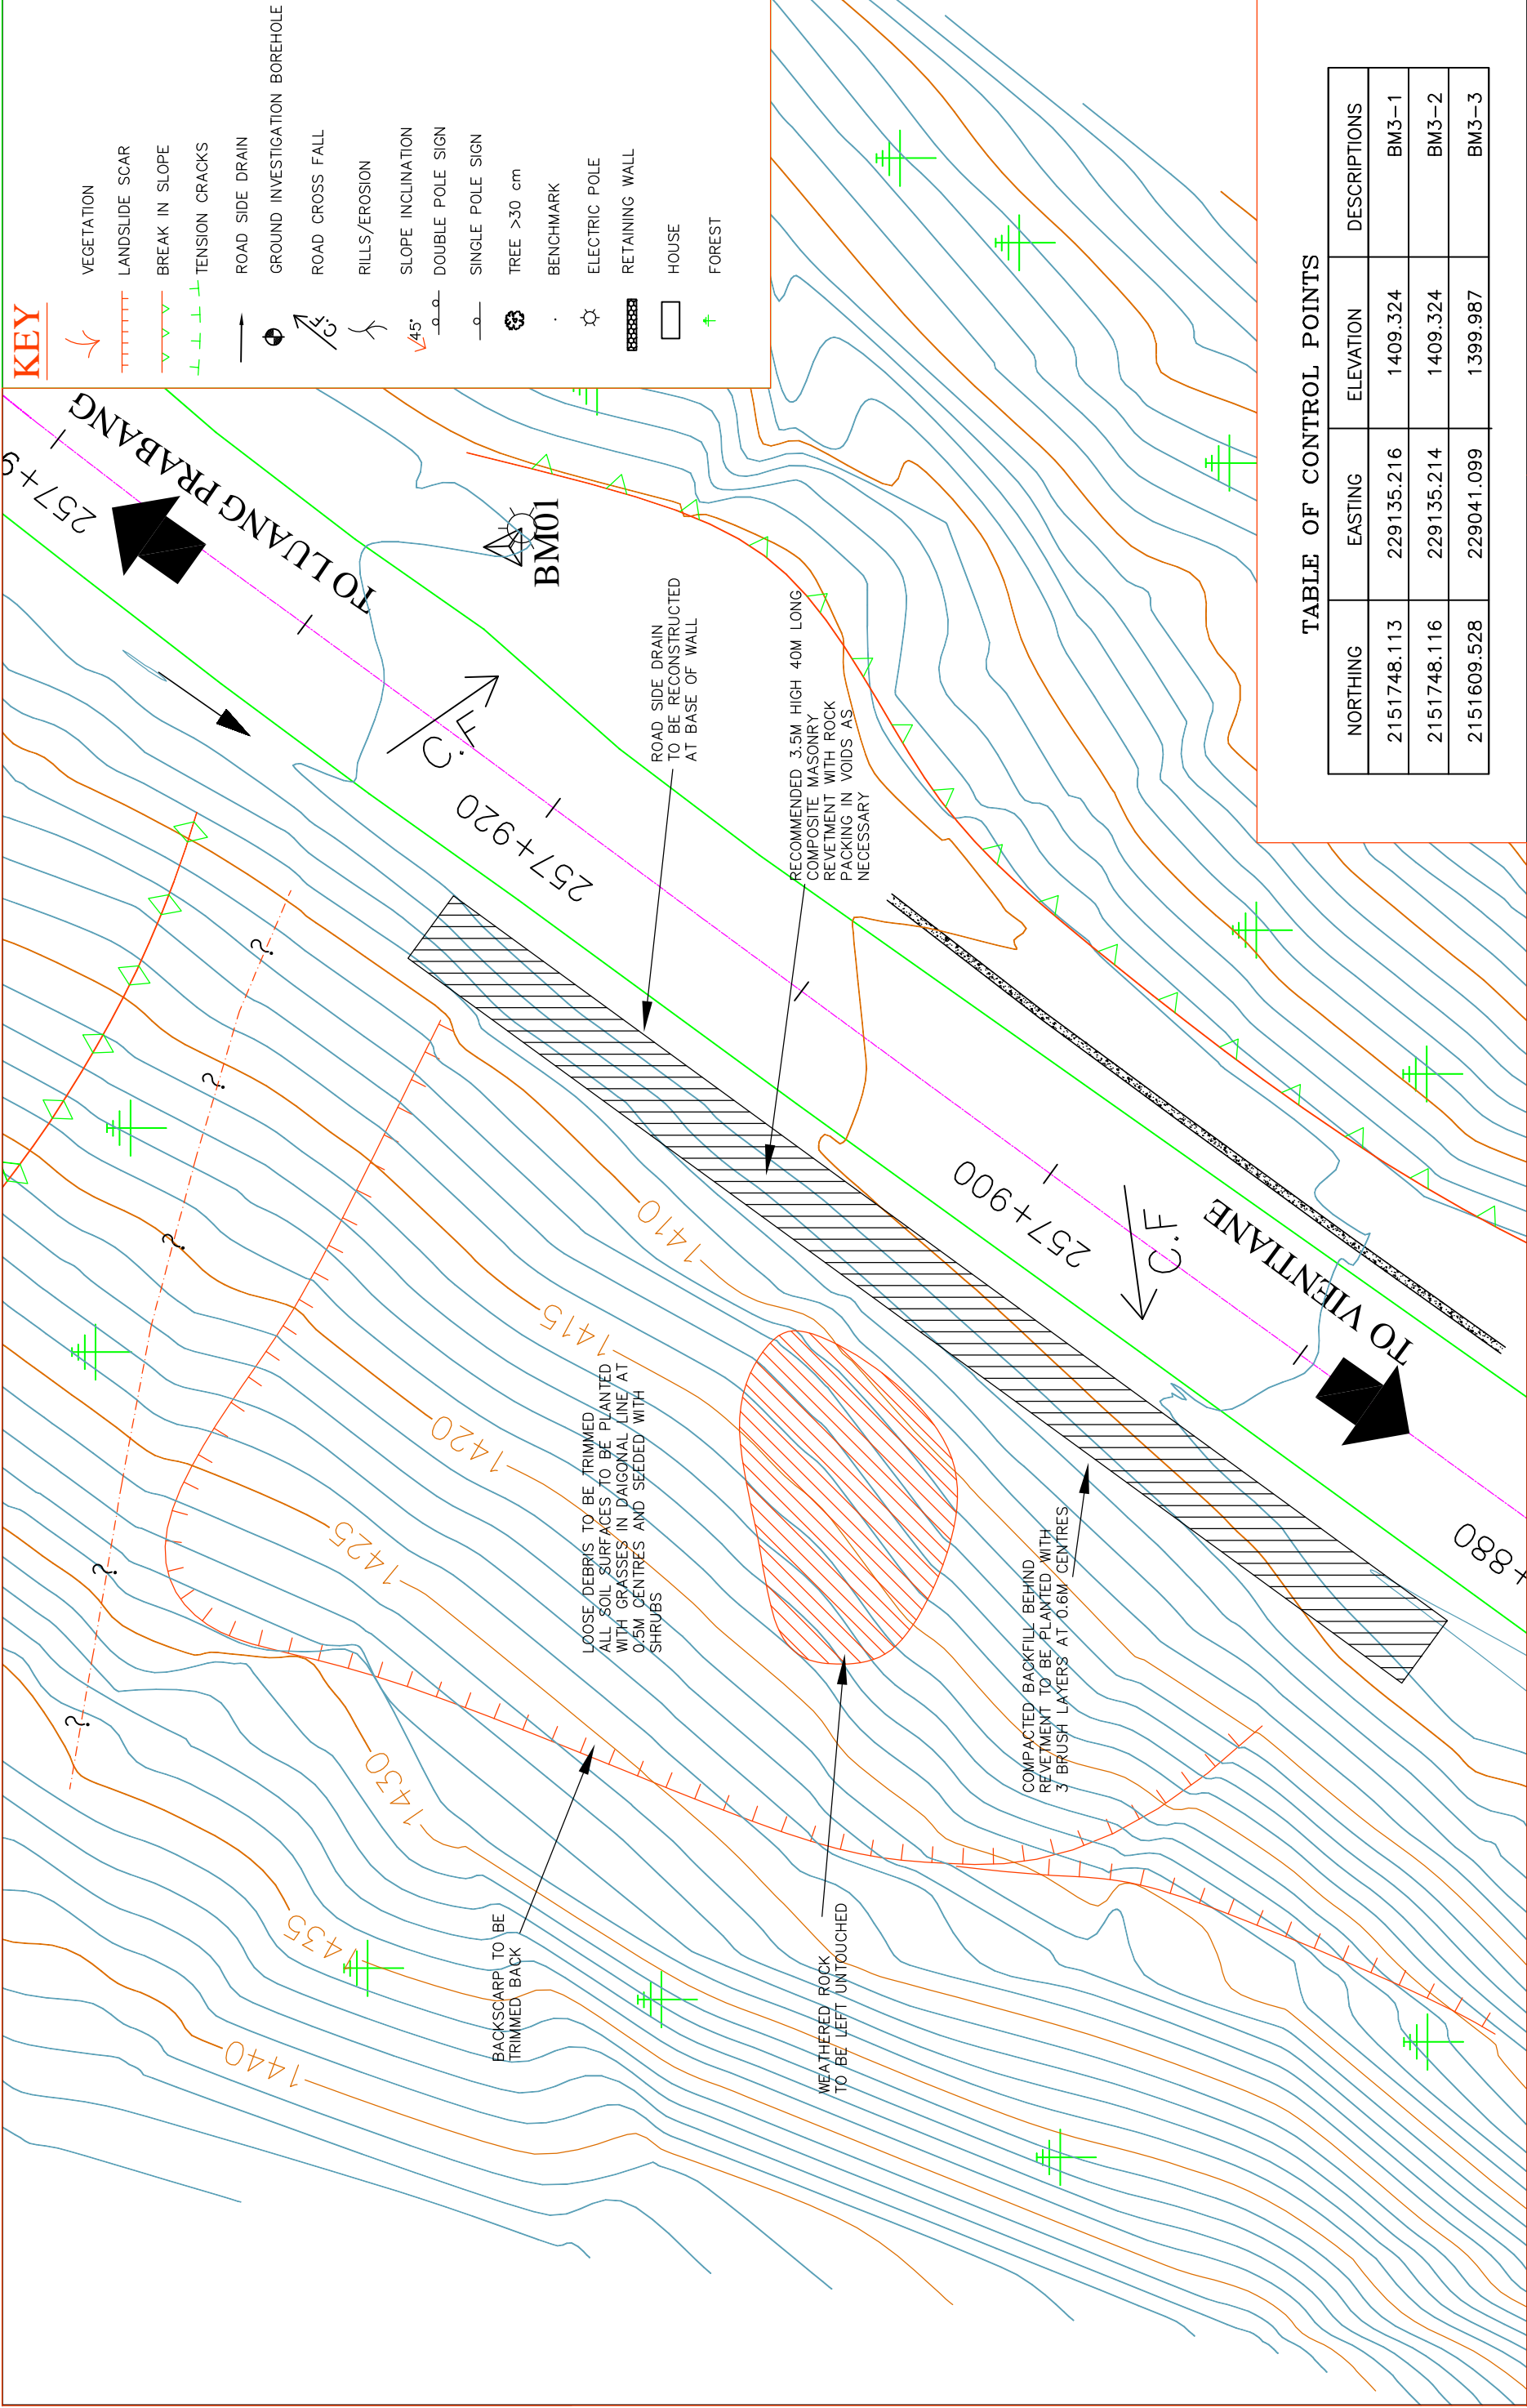 KEY
VEGETATION
LANDSLIDE SCAR
BREAK IN SLOPE
TENSION CRACKS
ROAD SIDE DRAIN
GROUND INVESTIGATION BOREHOLE
C.F
ROAD CROSS FALL
RILLS/EROSION
45°
SLOPE INCLINATION
DOUBLE POLE SIGN
SINGLE POLE SIGN
TREE >30 cm
BENCHMARK
ELECTRIC POLE
RETAINING WALL
HOUSE
FOREST
257+9
TO LUANG PRABANG
BM01
C.F
257+920
ROAD SIDE DRAIN
TO BE RECONSTRUCTED
AT BASE OF WALL
RECOMMENDED 3.5M HIGH 40M LONG
COMPOSITE MASONRY
REVETMENT WITH ROCK
PACKING IN VOIDS AS
NECESSARY
257+900
C.F
TO VIENTIANE
+880
?
?
?
?
?
1410
1415
1420
1425
1430
1435
1440
LOOSE DEBRIS TO BE TRIMMED
ALL SOIL SURFACES TO BE PLANTED
WITH GRASSES IN DAIGONAL LINE AT
0.5M CENTRES AND SEEDED WITH
SHRUBS
COMPACTED BACKFILL BEHIND
REVETMENT TO BE PLANTED WITH
3 BRUSH LAYERS AT 0.6M CENTRES
BACKSCARP TO BE
TRIMMED BACK
WEATHERED ROCK
TO BE LEFT UNTOUCHED
TABLE OF CONTROL POINTS
NORTHING EASTING ELEVATION DESCRIPTIONS
2151748.113 229135.216 1409.324 BM3-1
2151748.116 229135.214 1409.324 BM3-2
2151609.528 229041.099 1399.987 BM3-3